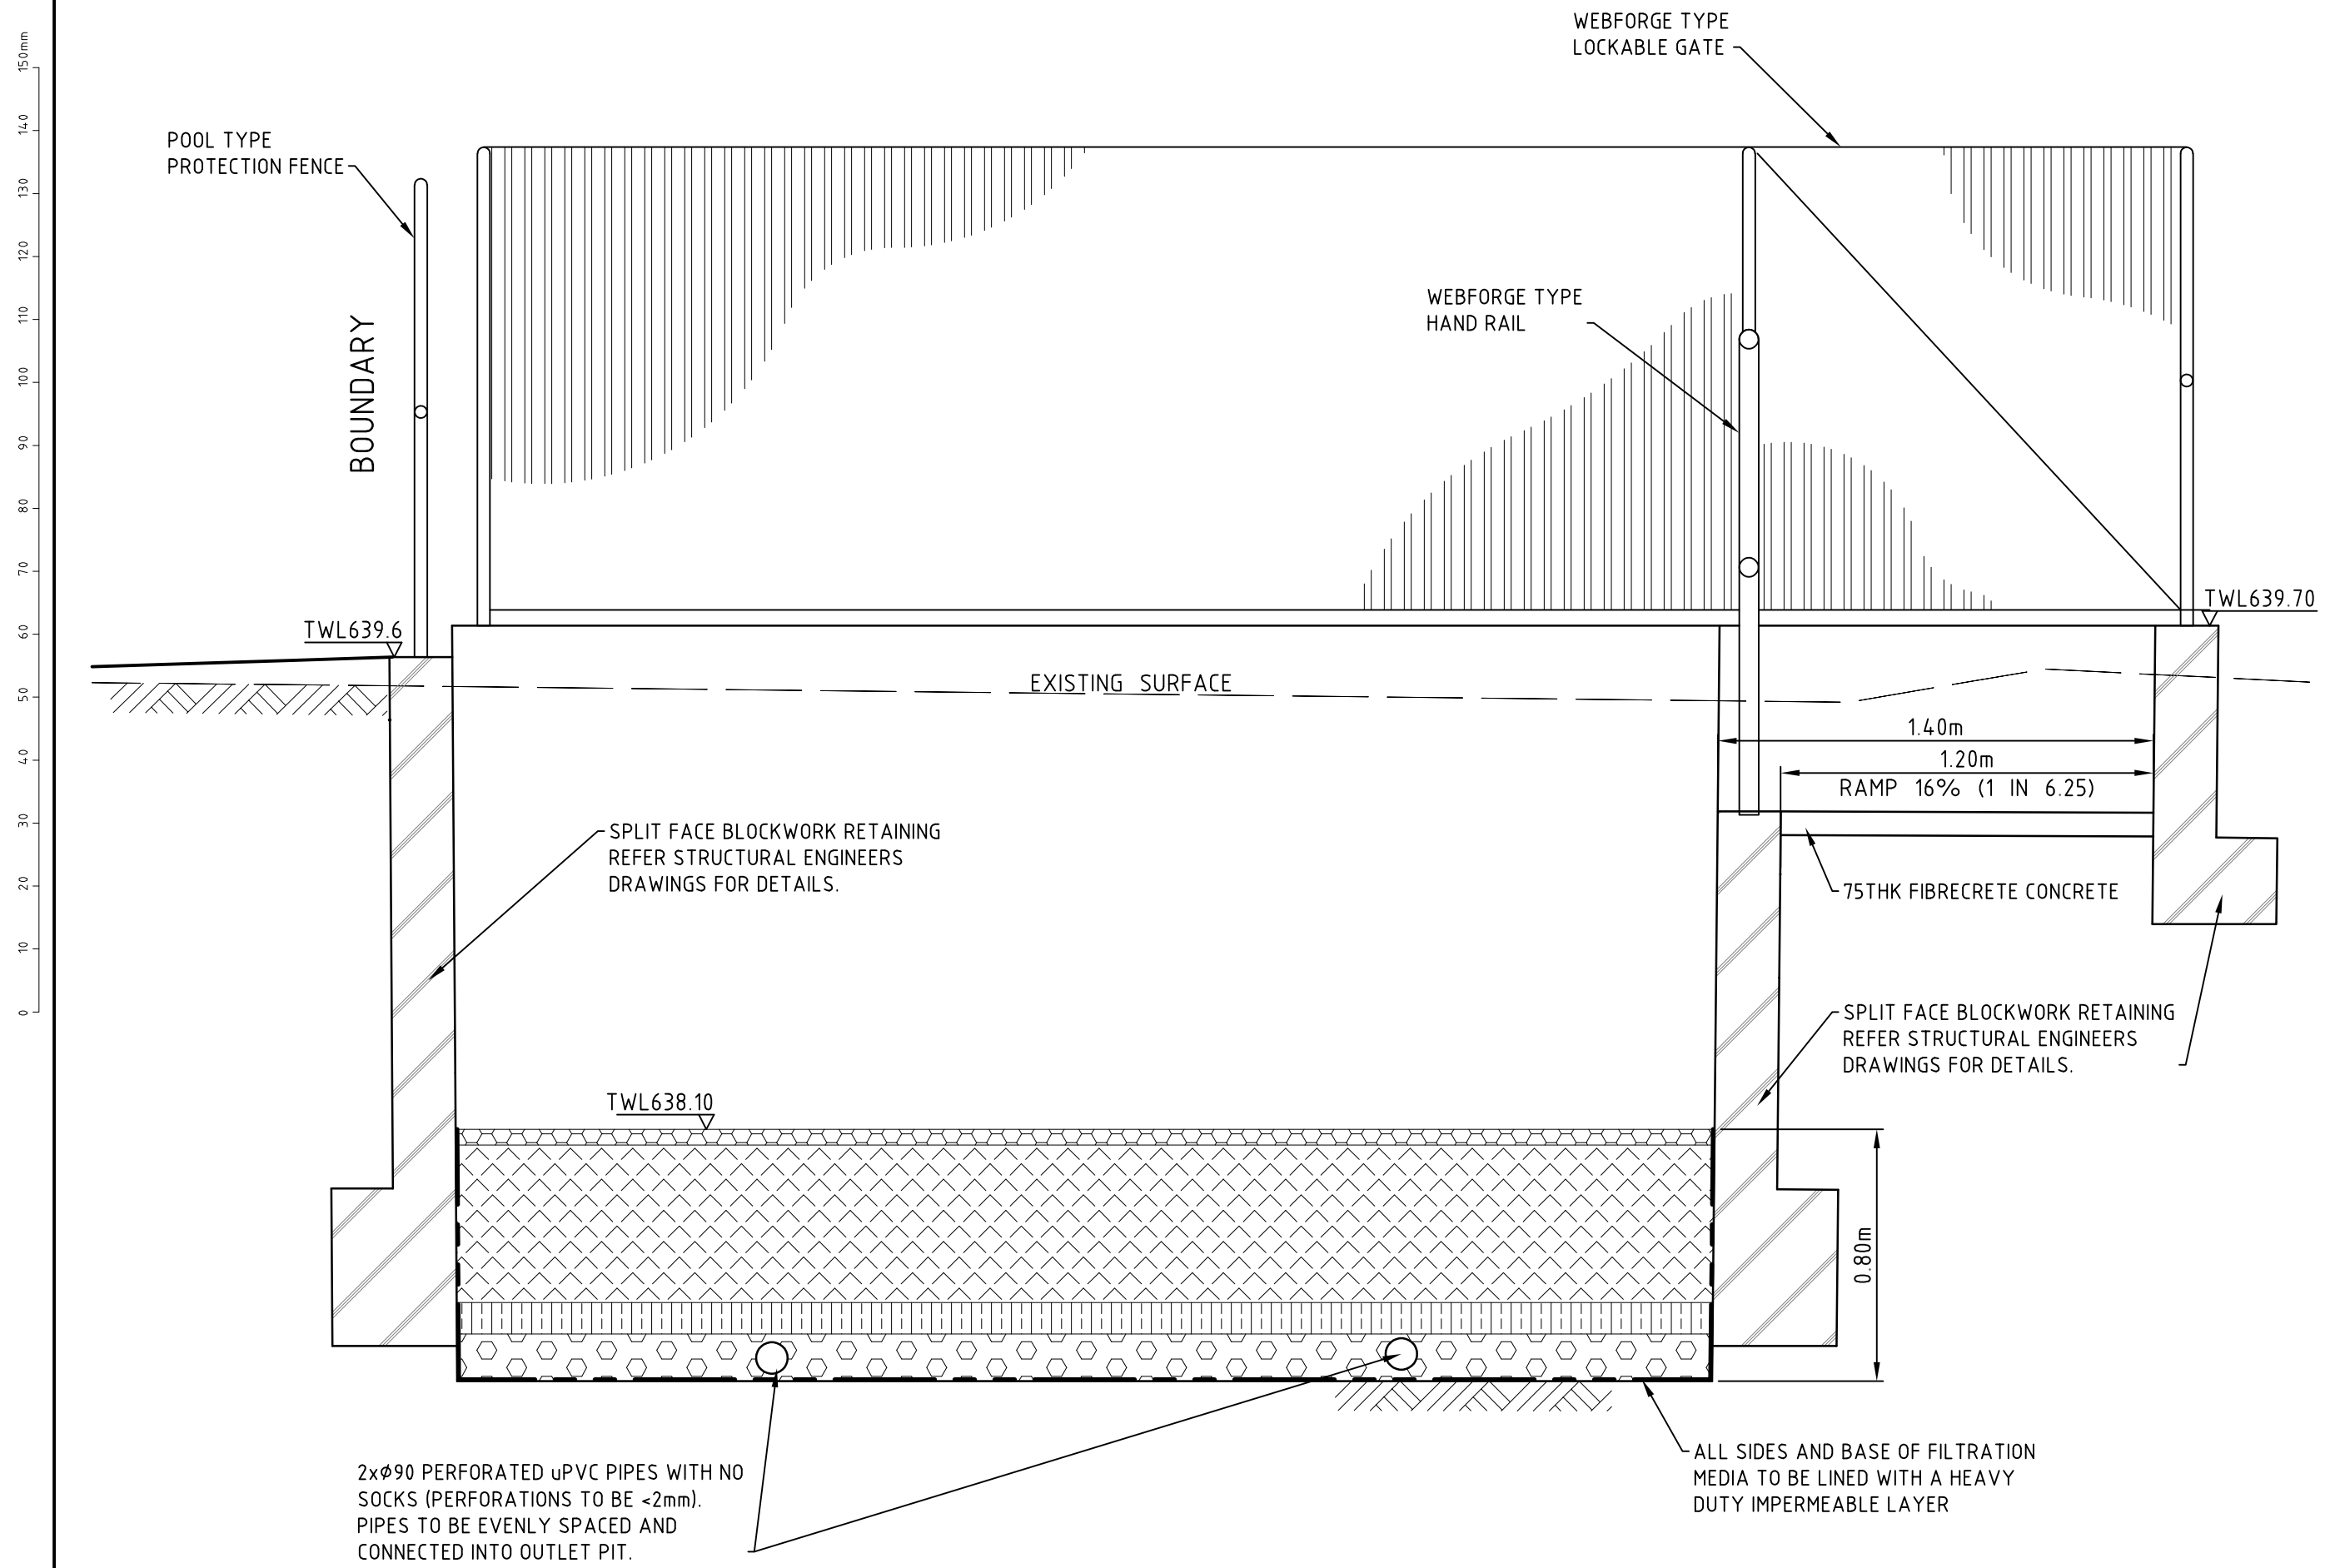 WEBFORGE TYPE
LOCKABLE GATE
POOL TYPE
PROTECTION FENCE
BOUNDARY
WEBFORGE TYPE
HAND RAIL
TWL639.6
TWL639.70
EXISTING SURFACE
1.40m
1.20m
RAMP 16% (1 IN 6.25)
SPLIT FACE BLOCKWORK RETAINING
REFER STRUCTURAL ENGINEERS
DRAWINGS FOR DETAILS.
75THK FIBRECRETE CONCRETE
SPLIT FACE BLOCKWORK RETAINING
REFER STRUCTURAL ENGINEERS
DRAWINGS FOR DETAILS.
TWL638.10
0.80m
2xØ90 PERFORATED uPVC PIPES WITH NO
SOCKS (PERFORATIONS TO BE <2mm).
PIPES TO BE EVENLY SPACED AND
CONNECTED INTO OUTLET PIT.
ALL SIDES AND BASE OF FILTRATION
MEDIA TO BE LINED WITH A HEAVY
DUTY IMPERMEABLE LAYER
150mm
140
130
120
110
100
90
80
70
60
50
40
30
20
10
0